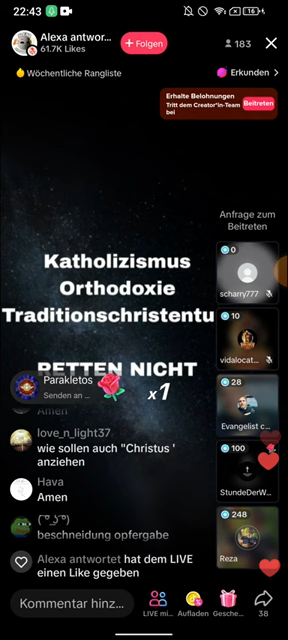 22:43
16
Alexa antwor...
61.7K Likes
+ Folgen
183
Wöchentliche Rangliste
Erkunden >
Erhalte Belohnungen
Tritt dem Creator*in-Team
bei
Beitreten
Anfrage zum
Beitreten
Katholizismus
Orthodoxie
Traditionschristentu
RETTEN NICHT
0
scharry777
10
vidalocat...
28
Evangelist c...
100
StundeDerW...
248
Reza
Parakletos
Senden an ...
x1
Amen
love_n_light37
wie sollen auch "Christus '
anziehen
Hava
Amen
( ͡° ͜ʖ ͡°)
beschneidung opfergabe
Alexa antwortet hat dem LIVE
einen Like gegeben
Kommentar hinz...
LIVE mi...
Aufladen
Gesche...
38